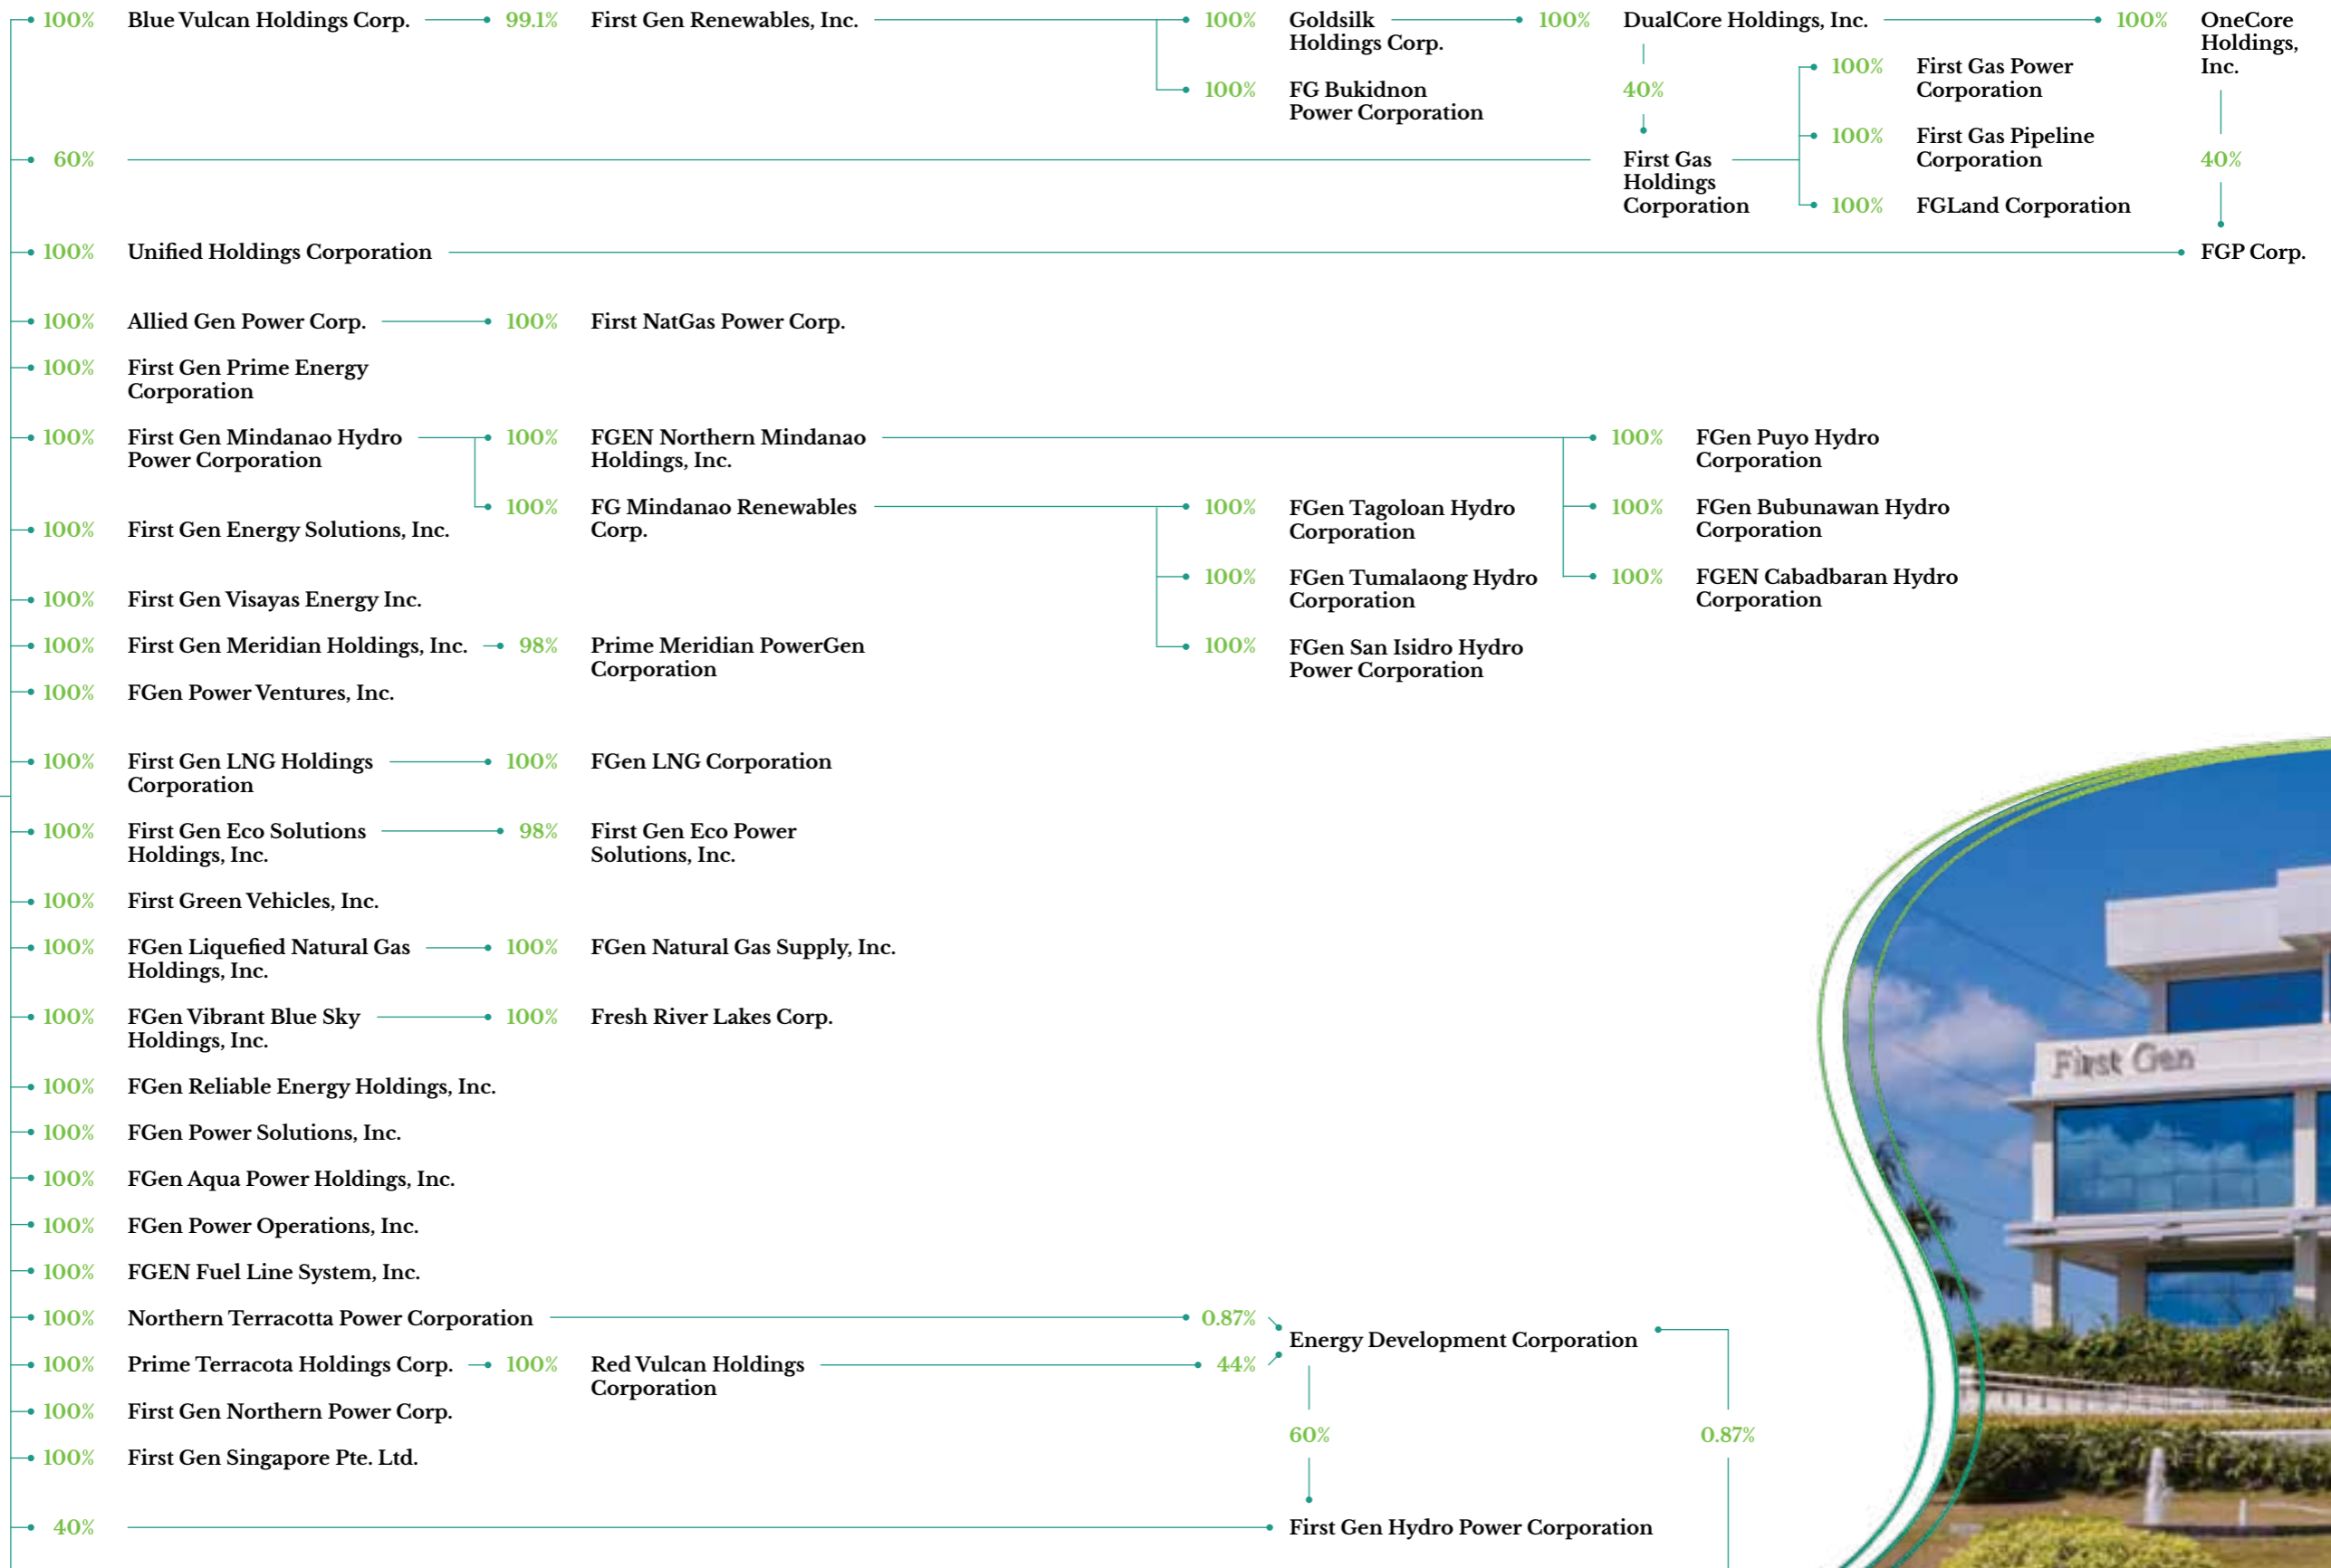 100% Blue Vulcan Holdings Corp. 99.1% First Gen Renewables, Inc. 100% Goldsilk 100% DualCore Holdings, Inc. 100% OneCore
Holdings Corp. Holdings,
Inc.
100% First Gas Power
Corporation
100% FG Bukidnon 40%
Power Corporation
100% First Gas Pipeline
Corporation
60% First Gas 40%
Holdings
Corporation
100% FGLand Corporation
100% Unified Holdings Corporation FGP Corp.
100% Allied Gen Power Corp. 100% First NatGas Power Corp.
100% First Gen Prime Energy
Corporation
100% First Gen Mindanao Hydro 100% FGEN Northern Mindanao 100% FGen Puyo Hydro
Power Corporation Holdings, Inc. Corporation
100% FG Mindanao Renewables 100% FGen Tagoloan Hydro 100% FGen Bubunawan Hydro
Corp. Corporation Corporation
100% First Gen Energy Solutions, Inc.
100% FGen Tumalaong Hydro 100% FGEN Cabadbaran Hydro
Corporation Corporation
100% First Gen Visayas Energy Inc.
100% First Gen Meridian Holdings, Inc. 98% Prime Meridian PowerGen 100% FGen San Isidro Hydro
Corporation Power Corporation
100% FGen Power Ventures, Inc.
100% First Gen LNG Holdings 100% FGen LNG Corporation
Corporation
100% First Gen Eco Solutions 98% First Gen Eco Power
Holdings, Inc. Solutions, Inc.
100% First Green Vehicles, Inc.
100% FGen Liquefied Natural Gas 100% FGen Natural Gas Supply, Inc.
Holdings, Inc.
100% FGen Vibrant Blue Sky 100% Fresh River Lakes Corp.
Holdings, Inc.
First Gen
100% FGen Reliable Energy Holdings, Inc.
100% FGen Power Solutions, Inc.
100% FGen Aqua Power Holdings, Inc.
100% FGen Power Operations, Inc.
100% FGEN Fuel Line System, Inc.
100% Northern Terracotta Power Corporation 0.87%
Energy Development Corporation
100% Prime Terracota Holdings Corp. 100% Red Vulcan Holdings 44%
Corporation
100% First Gen Northern Power Corp.
60% 0.87%
100% First Gen Singapore Pte. Ltd.
40% First Gen Hydro Power Corporation